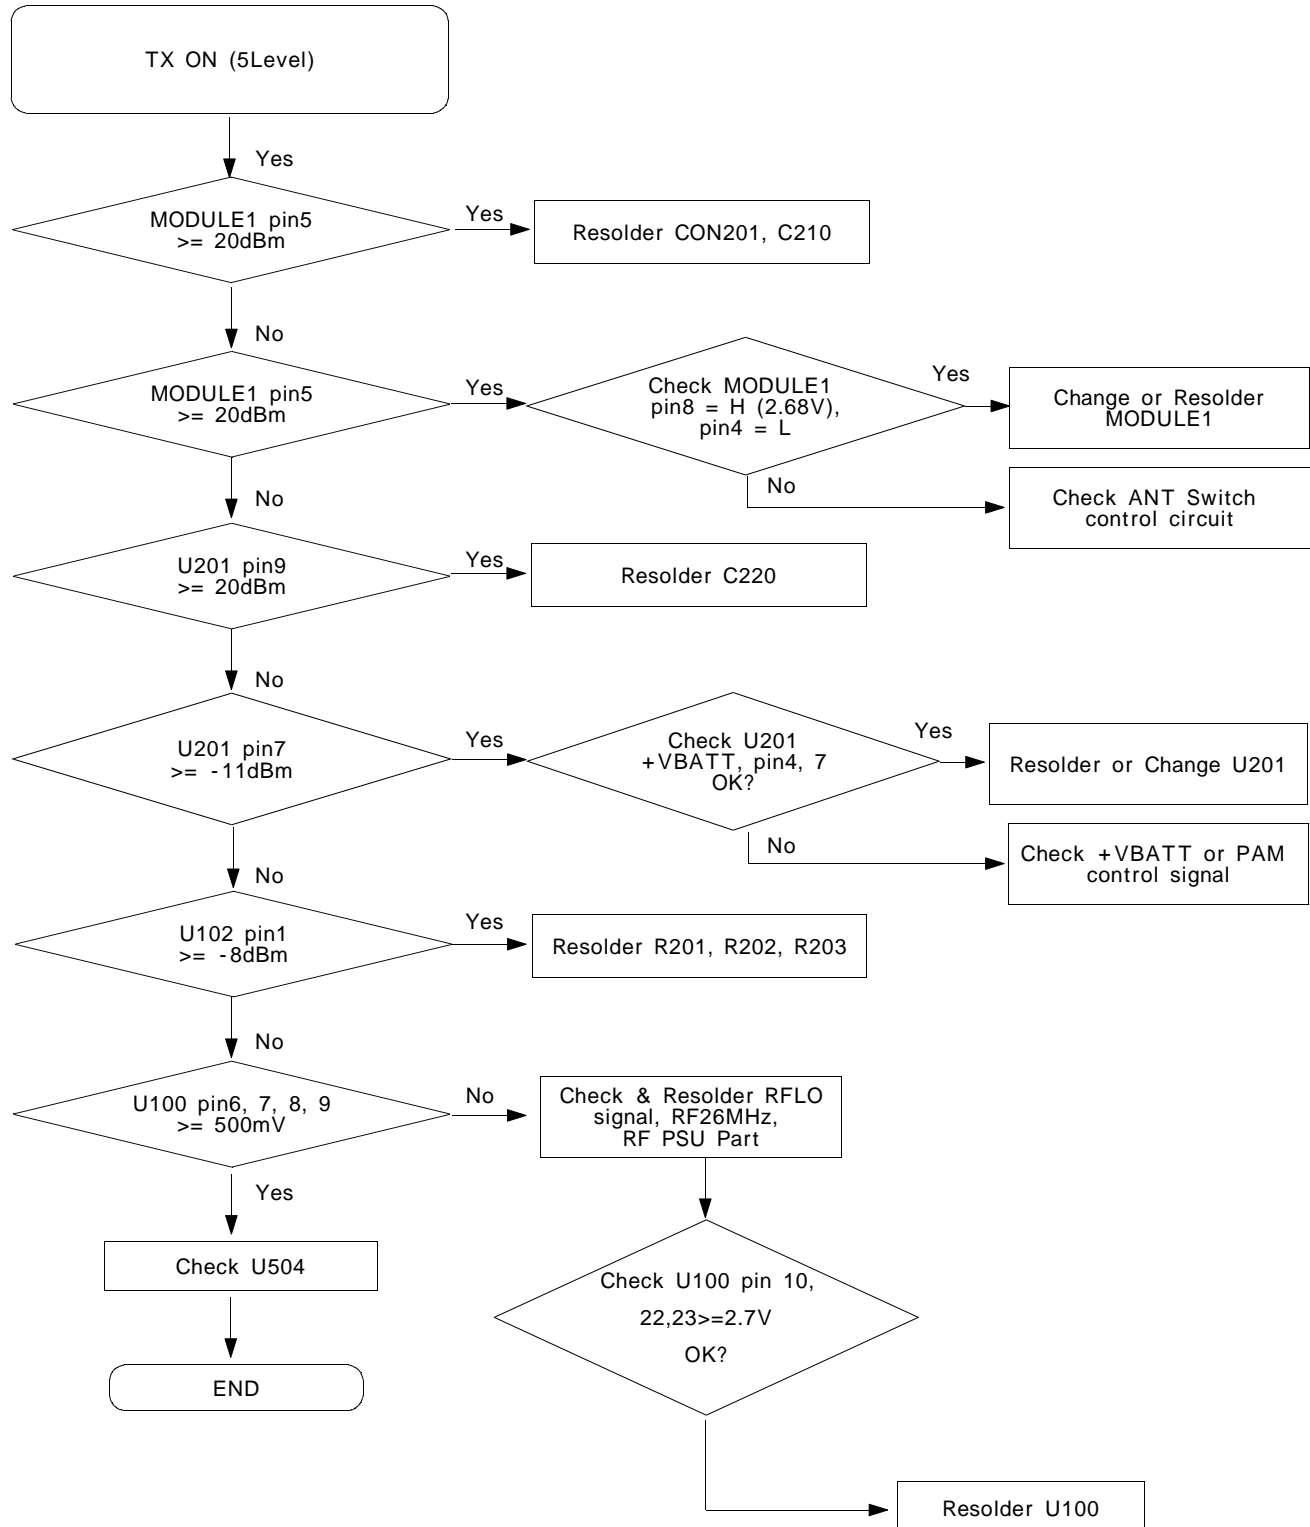 TX ON (5Level)
Yes
MODULE1 pin5
>= 20dBm
Yes
Resolder CON201, C210
No
MODULE1 pin5
>= 20dBm
Yes
Check MODULE1
pin8 = H (2.68V),
pin4 = L
Yes
Change or Resolder
MODULE1
No
Check ANT Switch
control circuit
No
U201 pin9
>= 20dBm
Yes
Resolder C220
No
U201 pin7
>= -11dBm
Yes
Check U201
+VBATT, pin4, 7
OK?
Yes
Resolder or Change U201
No
Check +VBATT or PAM
control signal
No
U102 pin1
>= -8dBm
Yes
Resolder R201, R202, R203
No
U100 pin6, 7, 8, 9
>= 500mV
No
Check & Resolder RFLO
signal, RF26MHz,
RF PSU Part
Yes
Check U504
Check U100 pin 10,
22,23>=2.7V
OK?
END
Resolder U100